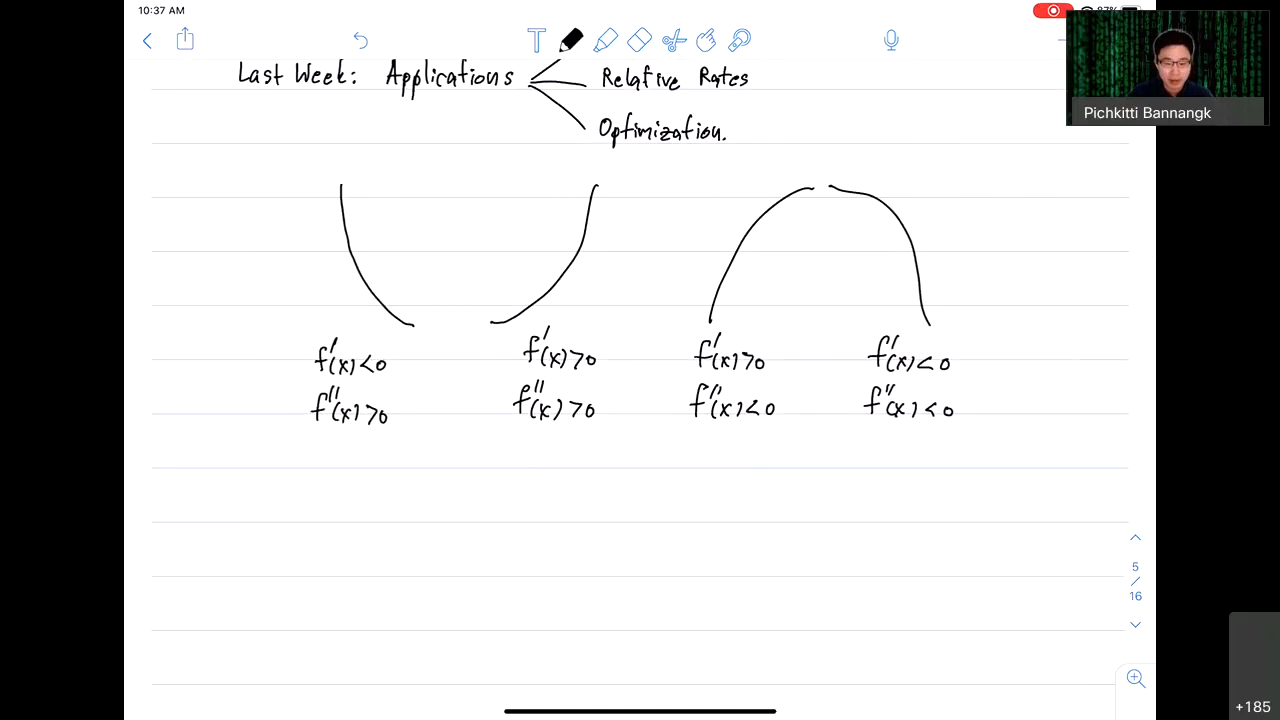 10:37 AM
87%
Last Week: Applications
Relative Rates
Optimization.
Pichkitti Bannangk
f'(x)<0
f'(x)>0
f'(x)>0
f'(x)<0
f''(x)>0
f''(x)>0
f''(x)<0
f''(x)<0
5
/
16
+185